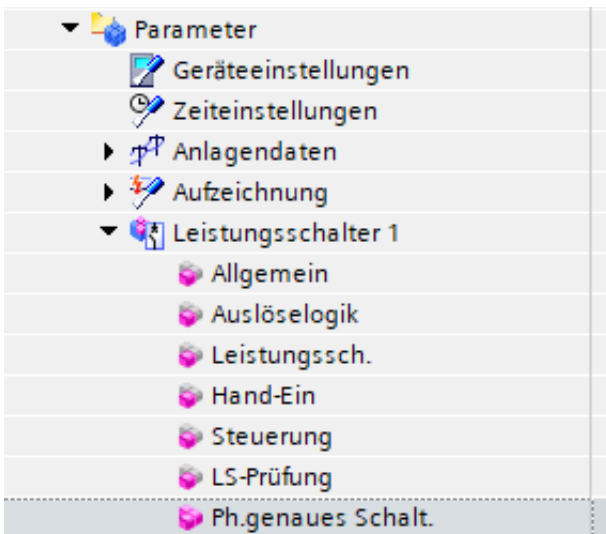 Parameter
Geräteeinstellungen
Zeiteinstellungen
Anlagendaten
Aufzeichnung
Leistungsschalter 1
Allgemein
Auslöselogik
Leistungssch.
Hand-Ein
Steuerung
LS-Prüfung
Ph.genaues Schalt.